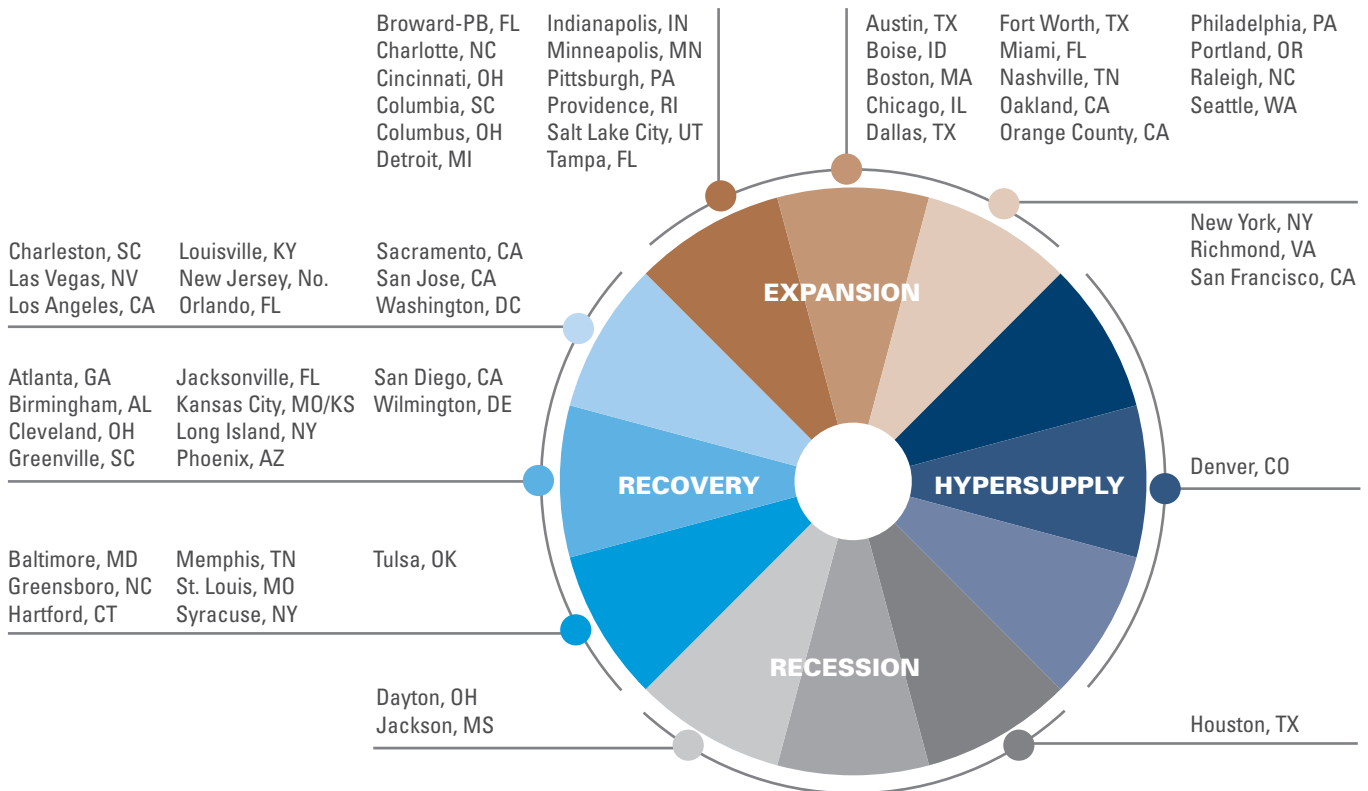 Broward-PB, FL
Charlotte, NC
Cincinnati, OH
Columbia, SC
Columbus, OH
Detroit, MI
Indianapolis, IN
Minneapolis, MN
Pittsburgh, PA
Providence, RI
Salt Lake City, UT
Tampa, FL
Austin, TX
Boise, ID
Boston, MA
Chicago, IL
Dallas, TX
Fort Worth, TX
Miami, FL
Nashville, TN
Oakland, CA
Orange County, CA
Philadelphia, PA
Portland, OR
Raleigh, NC
Seattle, WA
New York, NY
Richmond, VA
San Francisco, CA
Charleston, SC
Las Vegas, NV
Los Angeles, CA
Louisville, KY
New Jersey, No.
Orlando, FL
Sacramento, CA
San Jose, CA
Washington, DC
EXPANSION
Atlanta, GA
Birmingham, AL
Cleveland, OH
Greenville, SC
Jacksonville, FL
Kansas City, MO/KS
Long Island, NY
Phoenix, AZ
San Diego, CA
Wilmington, DE
RECOVERY
HYPERSUPPLY
Denver, CO
Baltimore, MD
Greensboro, NC
Hartford, CT
Memphis, TN
St. Louis, MO
Syracuse, NY
Tulsa, OK
RECESSION
Dayton, OH
Jackson, MS
Houston, TX